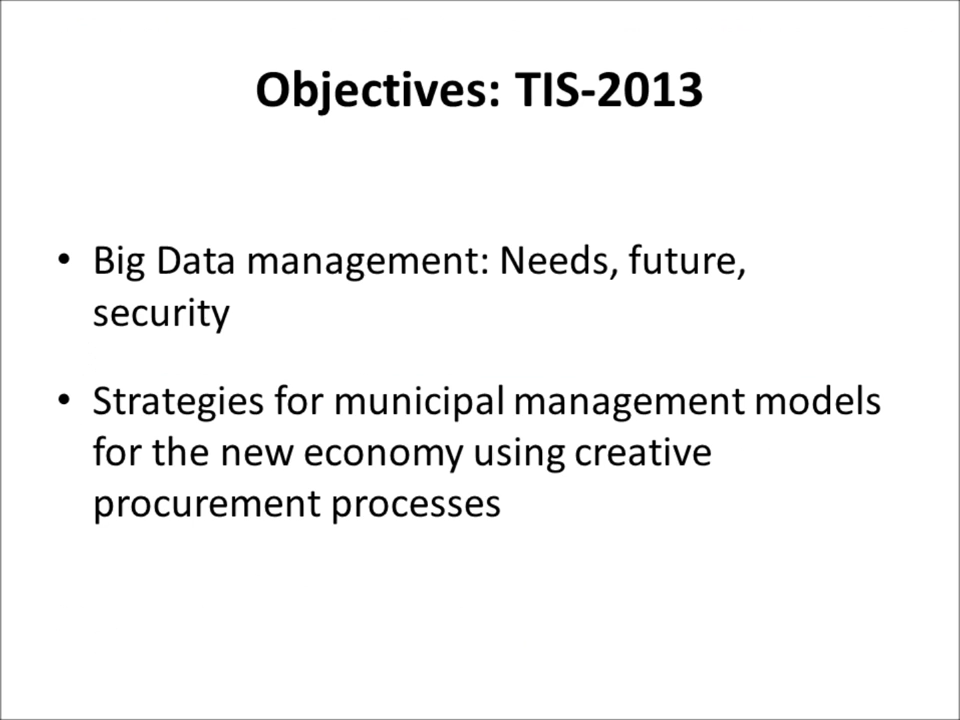 Objectives: TIS-2013
• Big Data management: Needs, future,
security
• Strategies for municipal management models
for the new economy using creative
procurement processes